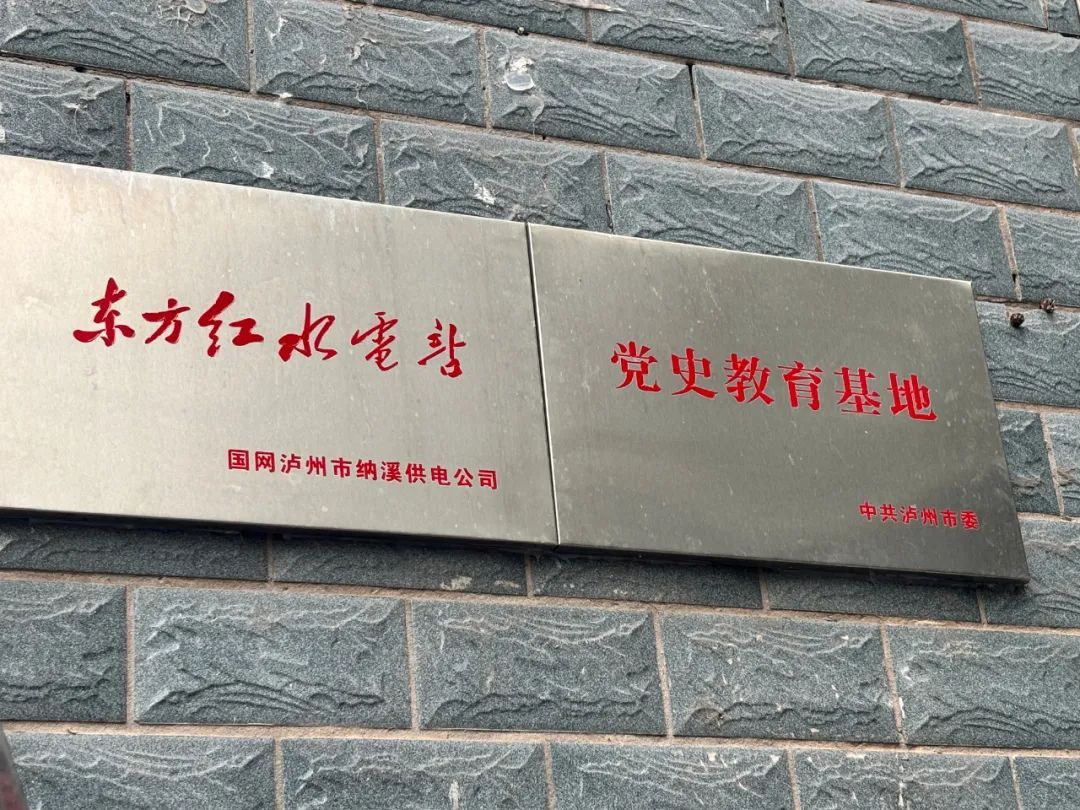 东方红水電站
国网泸州市纳溪供电公司
党史教育基地
中共泸州市委